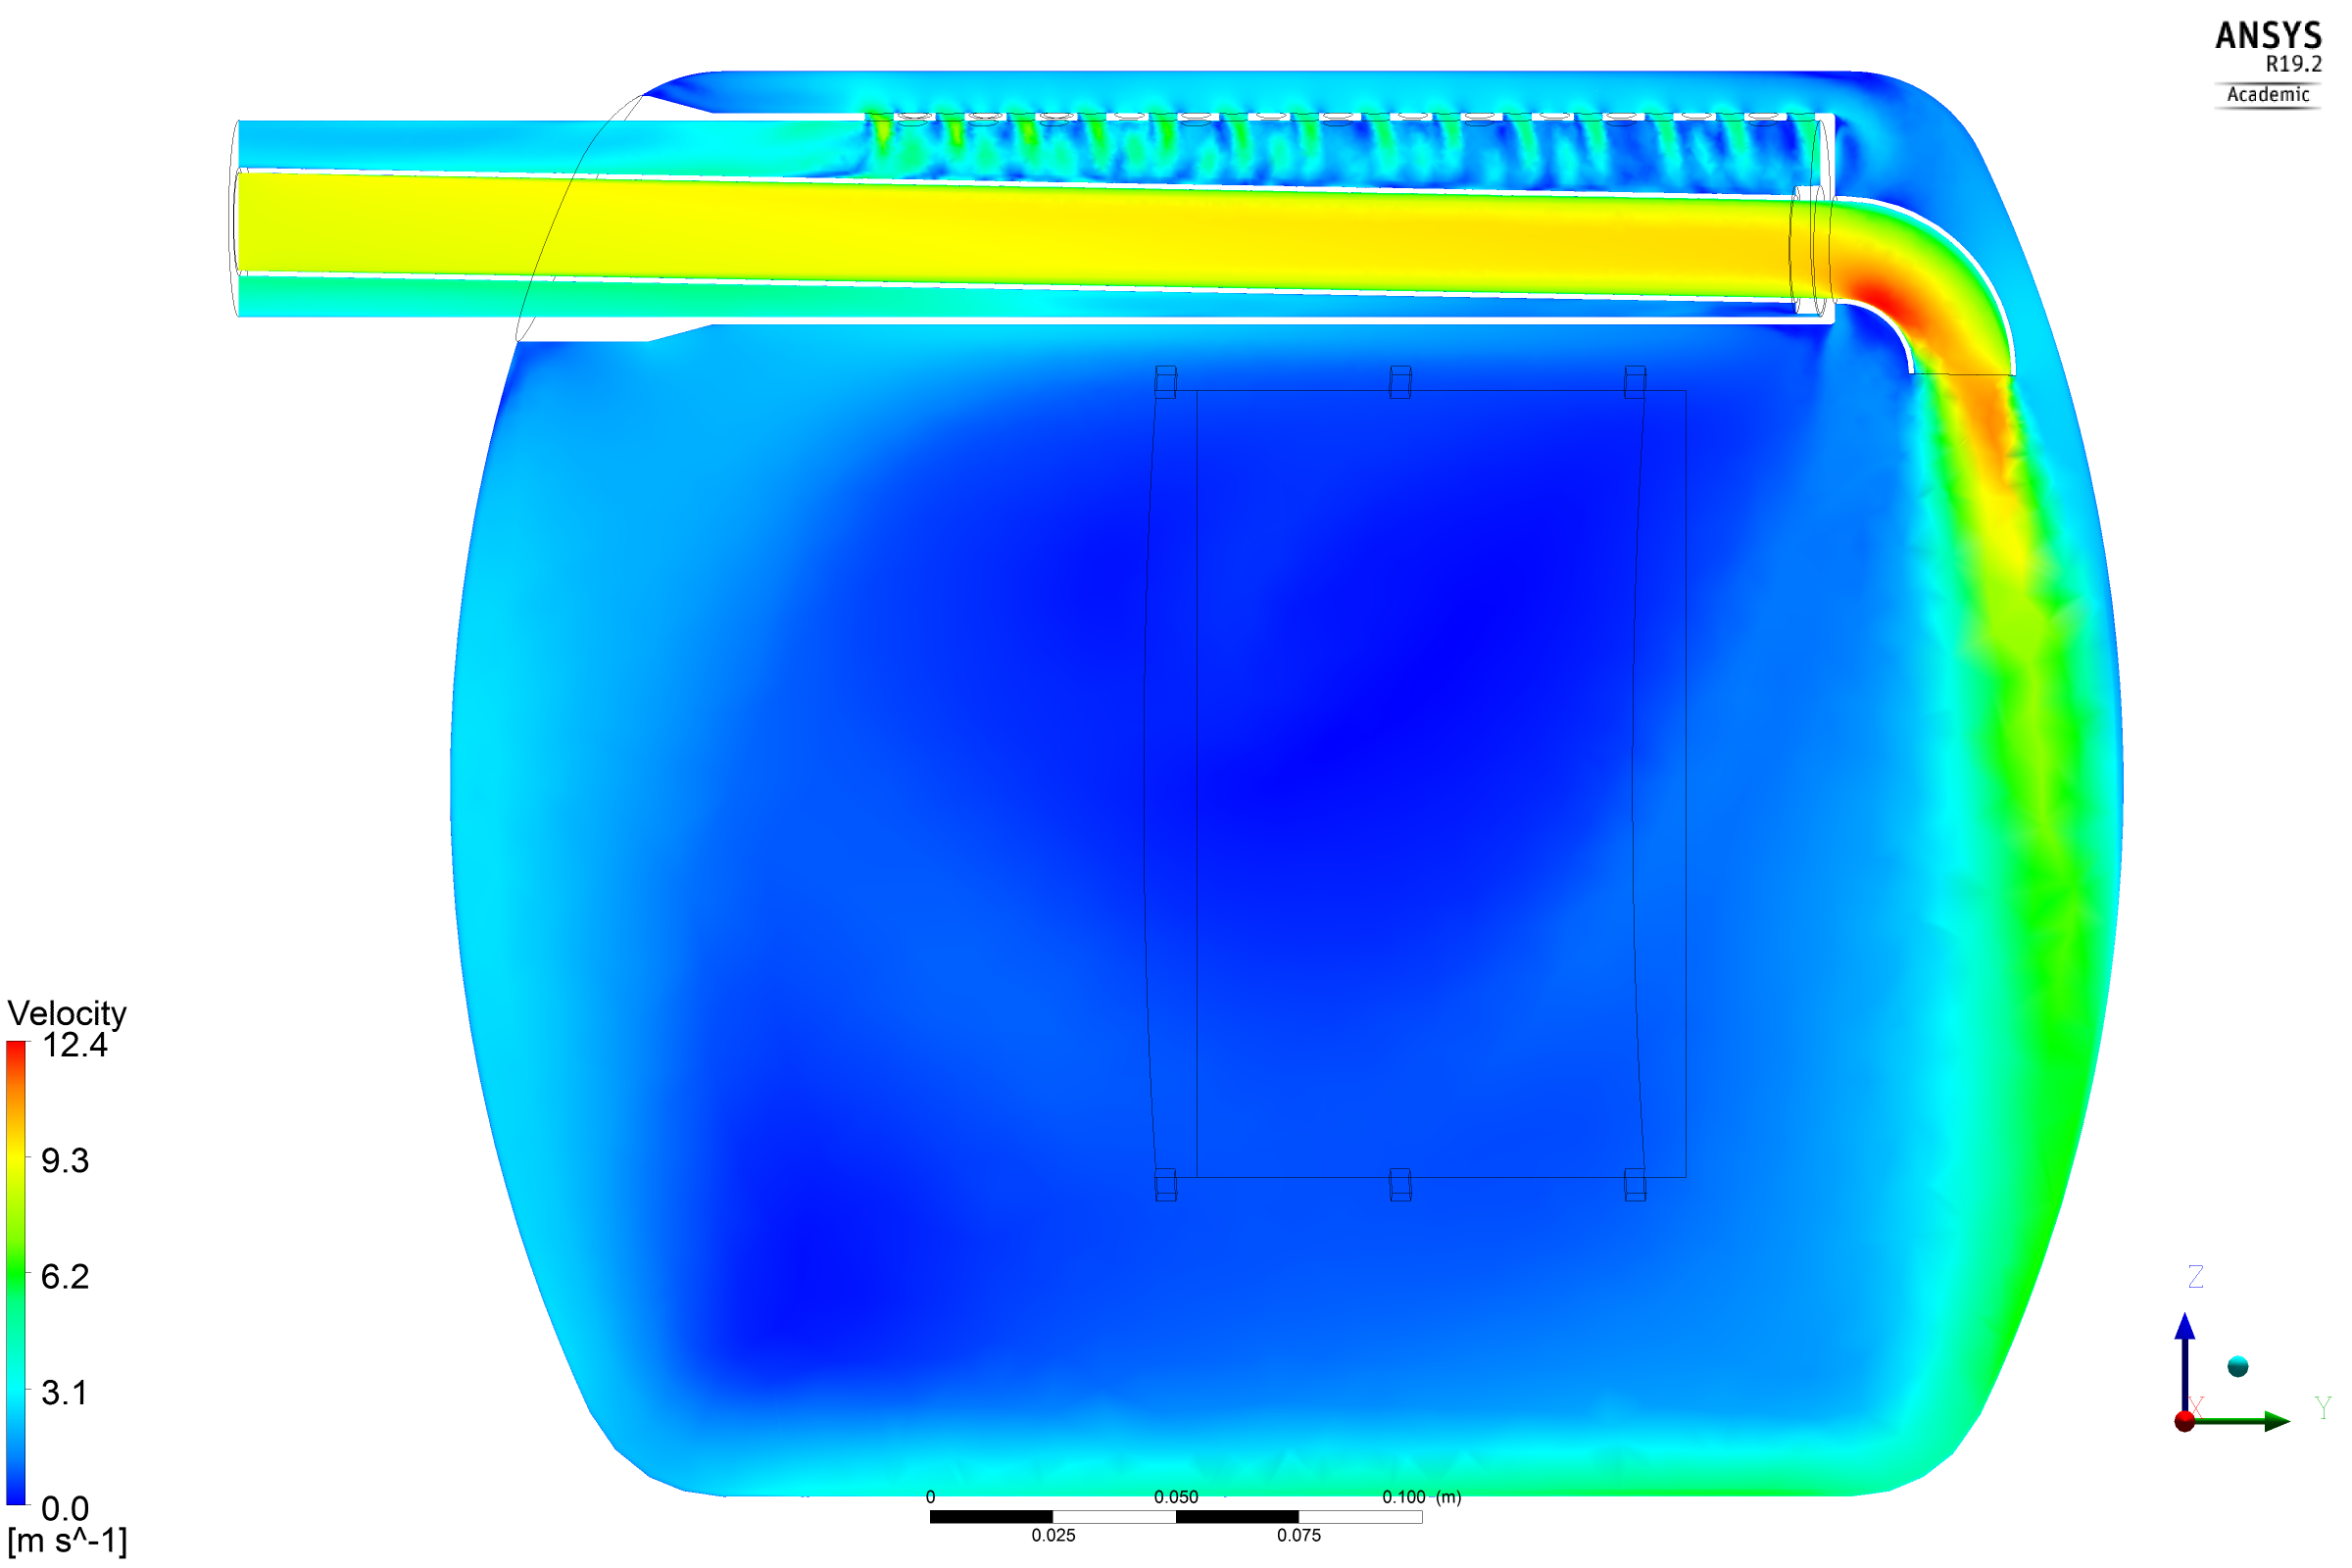 ANSYS
R19.2
Academic
Velocity
12.4
9.3
6.2
3.1
0.0
[m s^-1]
0 0.050 0.100 (m)
0.025 0.075
Z
X Y